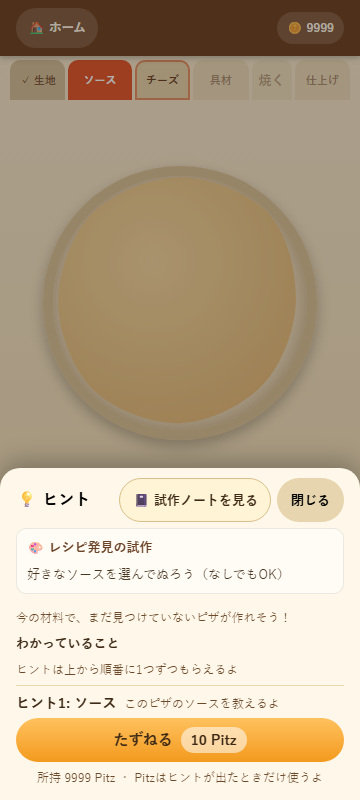 ホーム
9999
✓ 生地
ソース
チーズ
具材
焼く
仕上げ
ヒント
試作ノートを見る
閉じる
レシピ発見の試作
好きなソースを選んでぬろう（なしでもOK）
今の材料で、まだ見つけていないピザが作れそう！
わかっていること
ヒントは上から順番に1つずつもらえるよ
ヒント1: ソース このピザのソースを教えるよ
たずねる 10 Pitz
所持 9999 Pitz ・ Pitzはヒントが出たときだけ使うよ